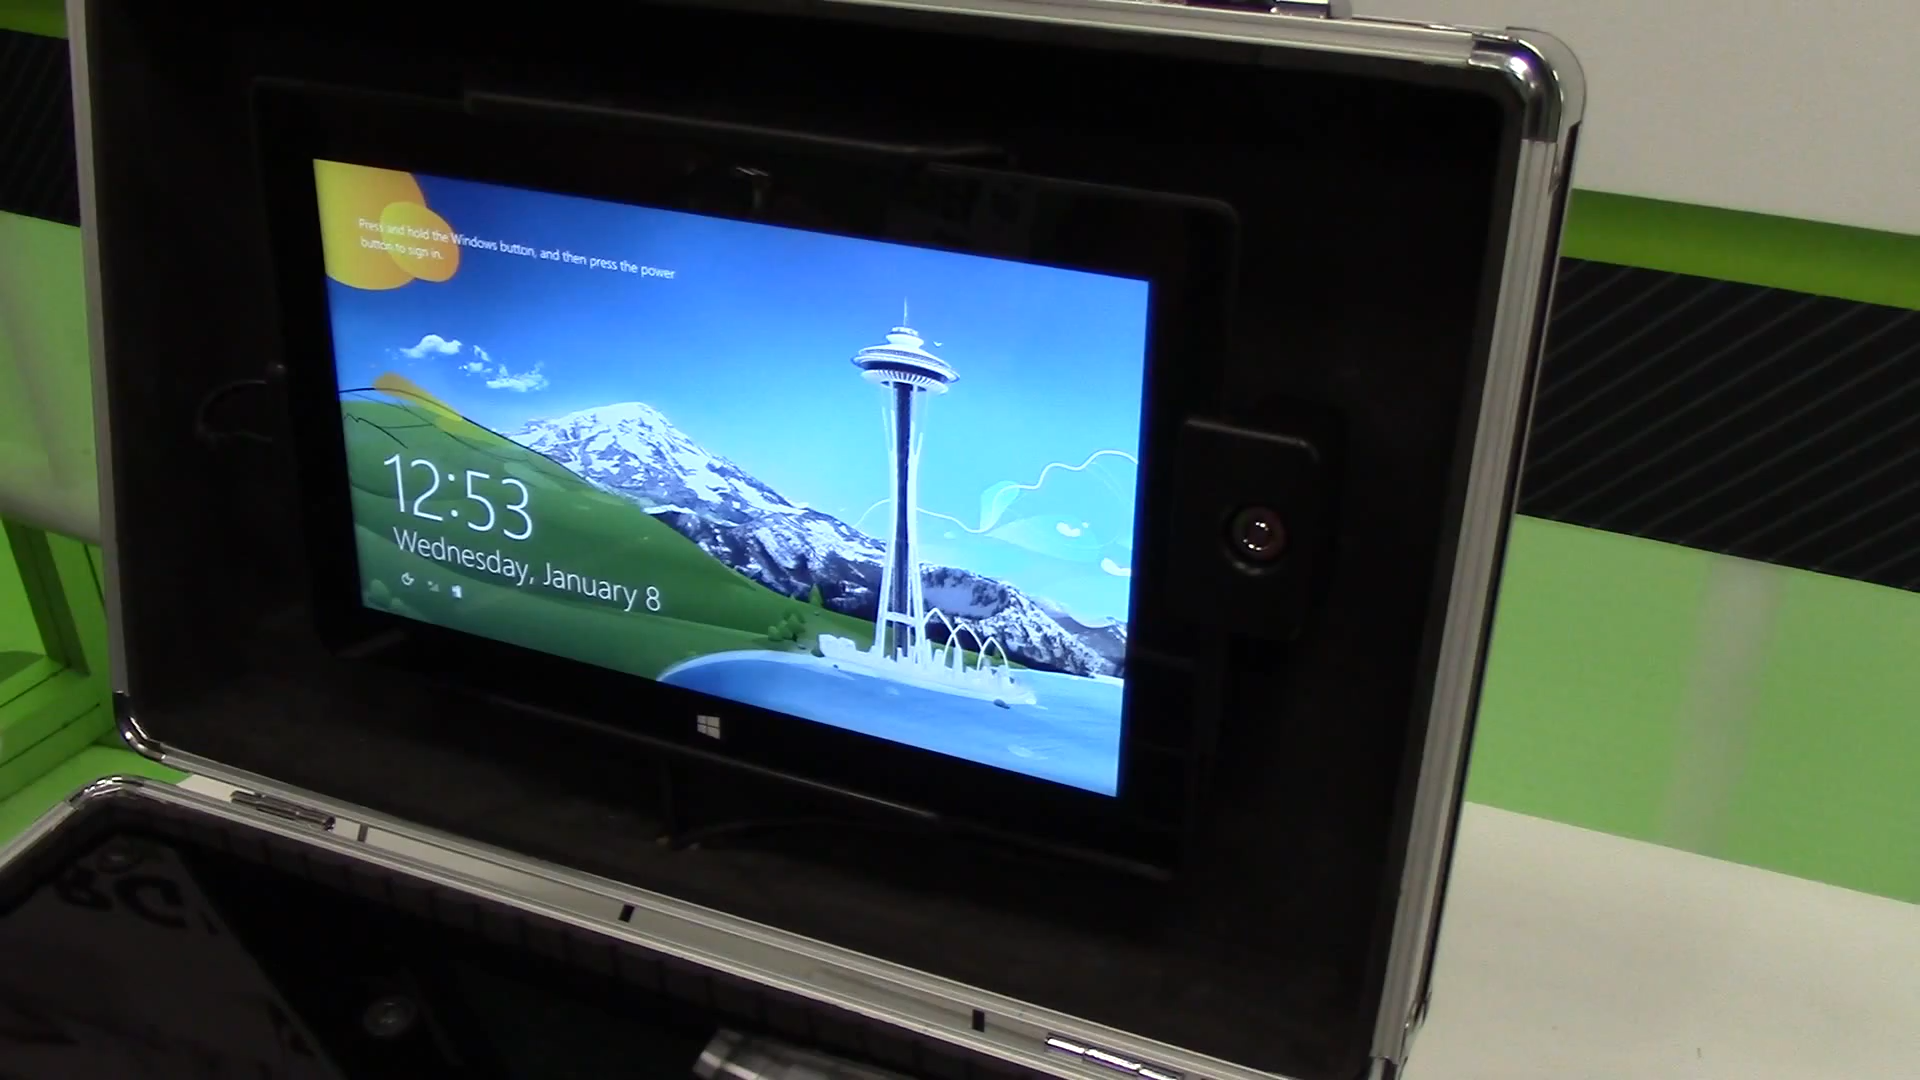 Press and hold the Windows button, and then press the power
button to sign in.
12:53
Wednesday, January 8